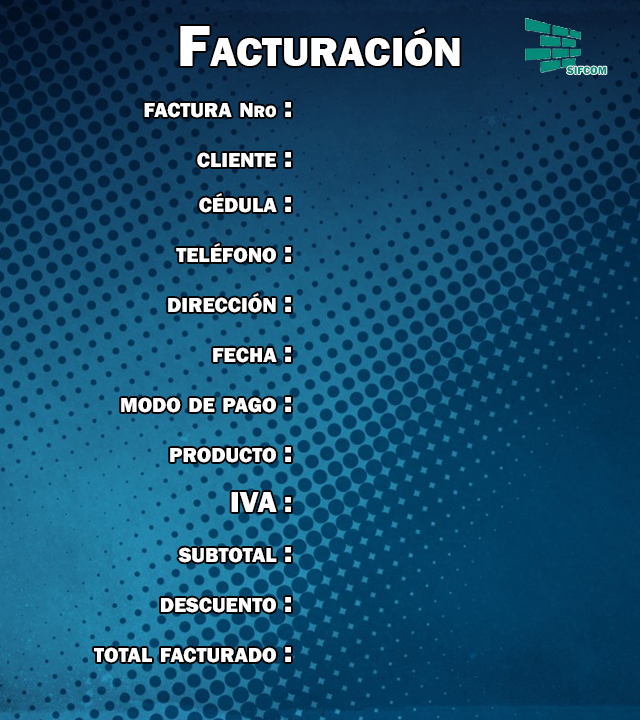 FACTURACIÓN
SIFCOM
FACTURA NRO :
CLIENTE :
CÉDULA :
TELÉFONO :
DIRECCIÓN :
FECHA :
MODO DE PAGO :
PRODUCTO :
IVA :
SUBTOTAL :
DESCUENTO :
TOTAL FACTURADO :